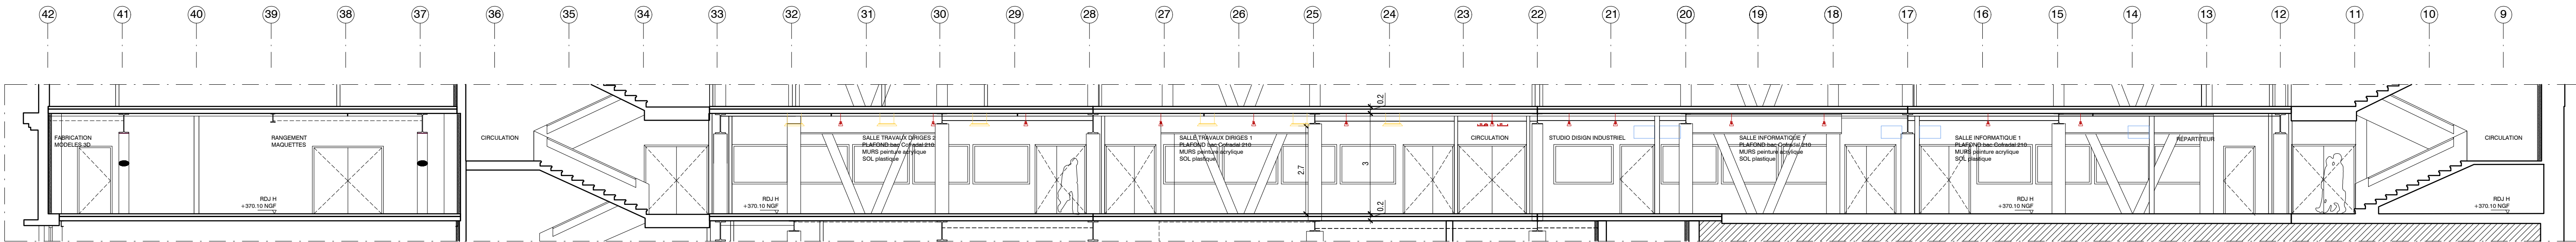 42 41 40 39 38 37 36 35 34 33 32 31 30 29 28 27 26 25 24 23 22 21 20 19 18 17 16 15 14 13 12 11 10 9
0.2
FABRICATION
MODELES 3D
RANGEMENT
MAQUETTES
CIRCULATION
SALLE TRAVAUX DIRIGES 2
PLAFOND bac Cofradal 210
MURS peinture acrylique
SOL plastique
SALLE TRAVAUX DIRIGES 1
PLAFOND bac Cofradal 210
MURS peinture acrylique
SOL plastique
2.7
3
CIRCULATION
STUDIO DISIGN INDUSTRIEL
SALLE INFORMATIQUE 1
PLAFOND bac Cofradal 210
MURS peinture acrylique
SOL plastique
SALLE INFORMATIQUE 1
PLAFOND bac Cofradal 210
MURS peinture acrylique
SOL plastique
REPARTITEUR
CIRCULATION
RDJ H
+370.10 NGF
RDJ H
+370.10 NGF
0.2
RDJ H
+370.10 NGF
RDJ H
+370.10 NGF